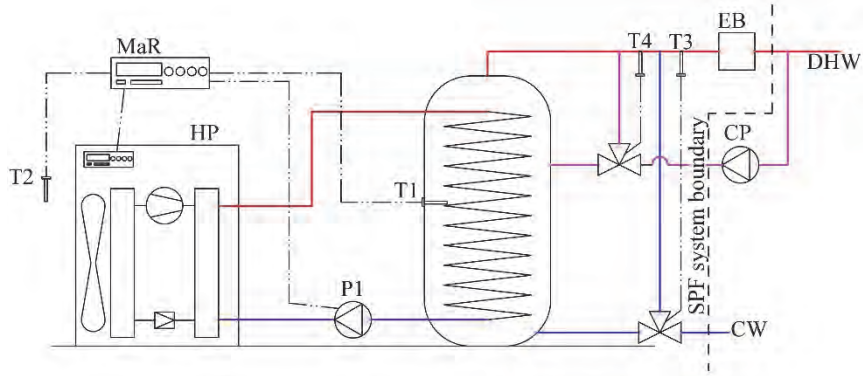 MaR
HP
T2
T1
P1
T4
T3
EB
DHW
CP
SPF system boundary
CW